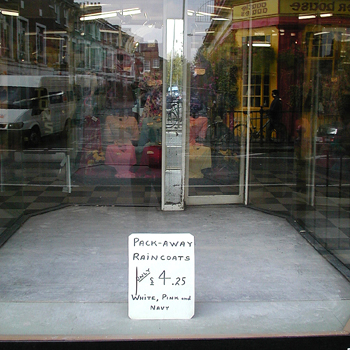 PACK-AWAY
RAINCOATS
ONLY £4.25
WHITE, PINK and
NAVY